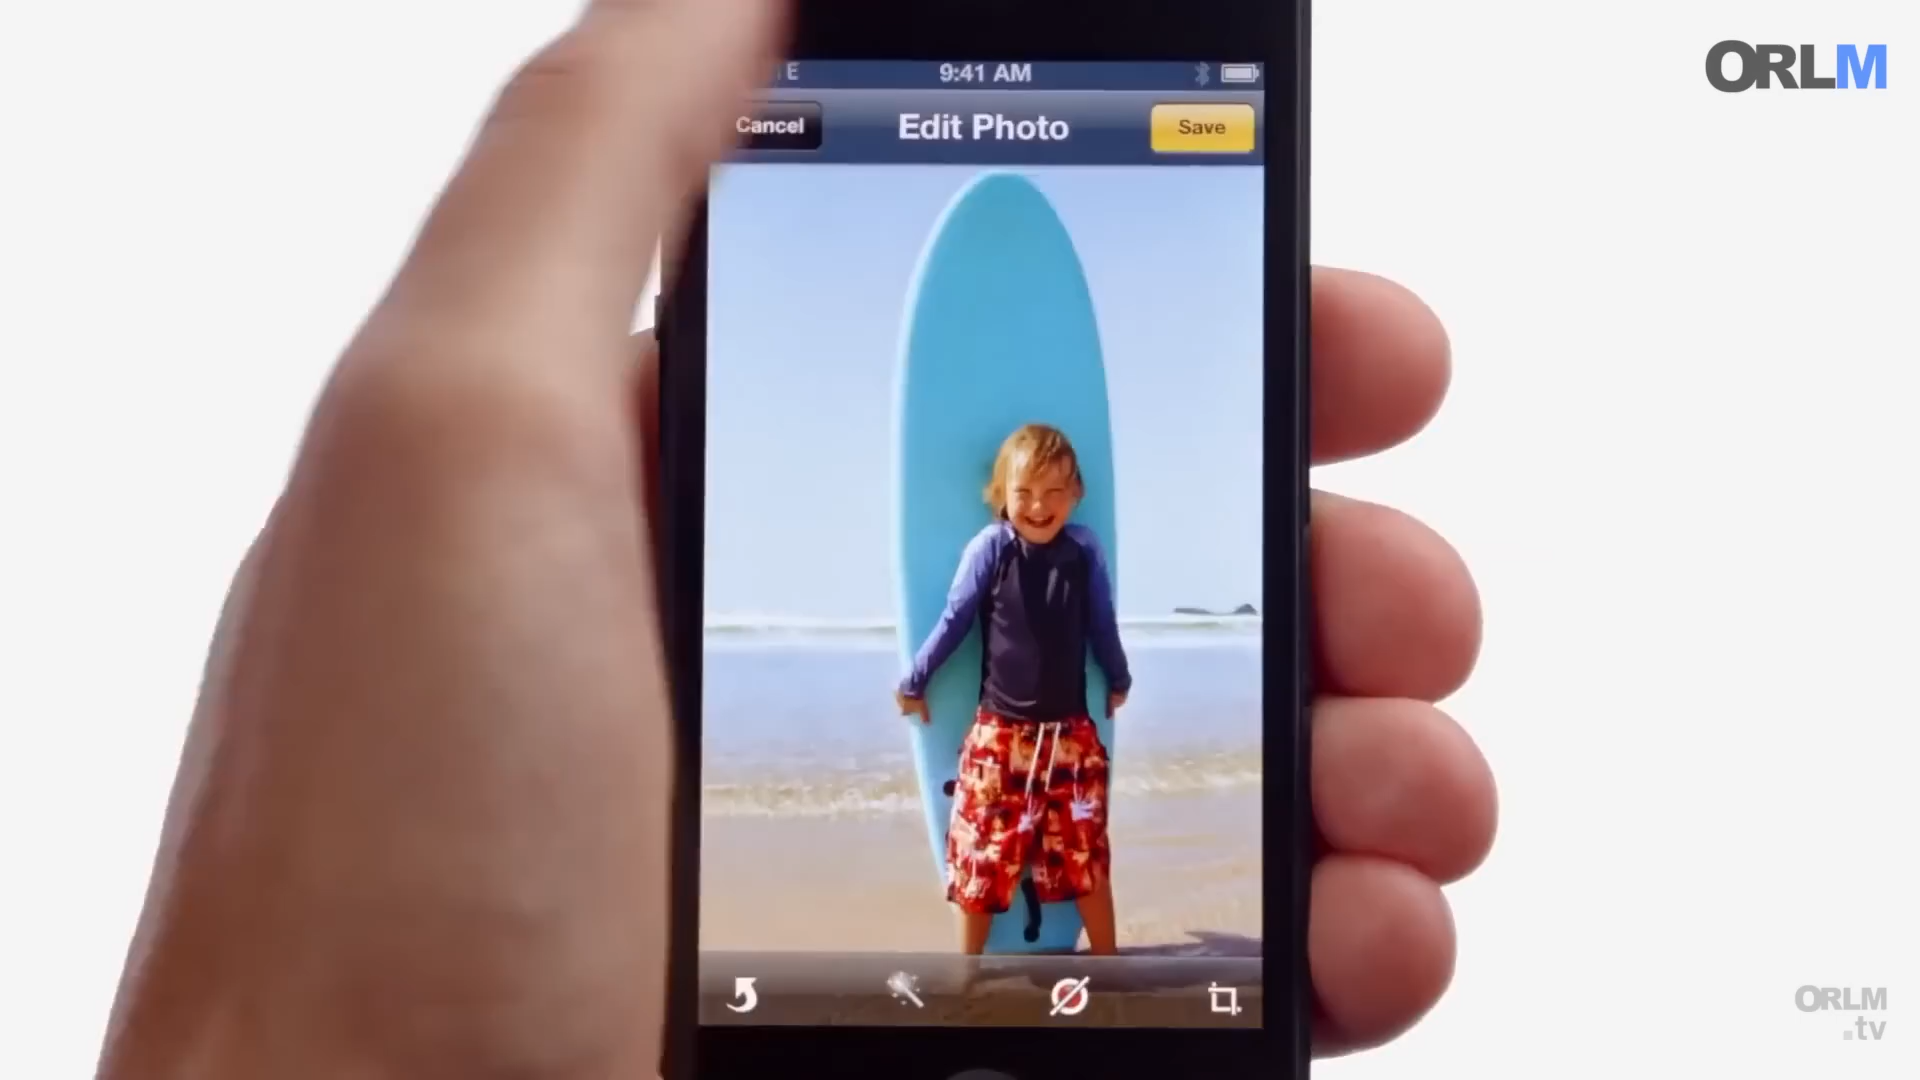 ORLM
9:41 AM
Cancel
Edit Photo
Save
ORLM
.tv